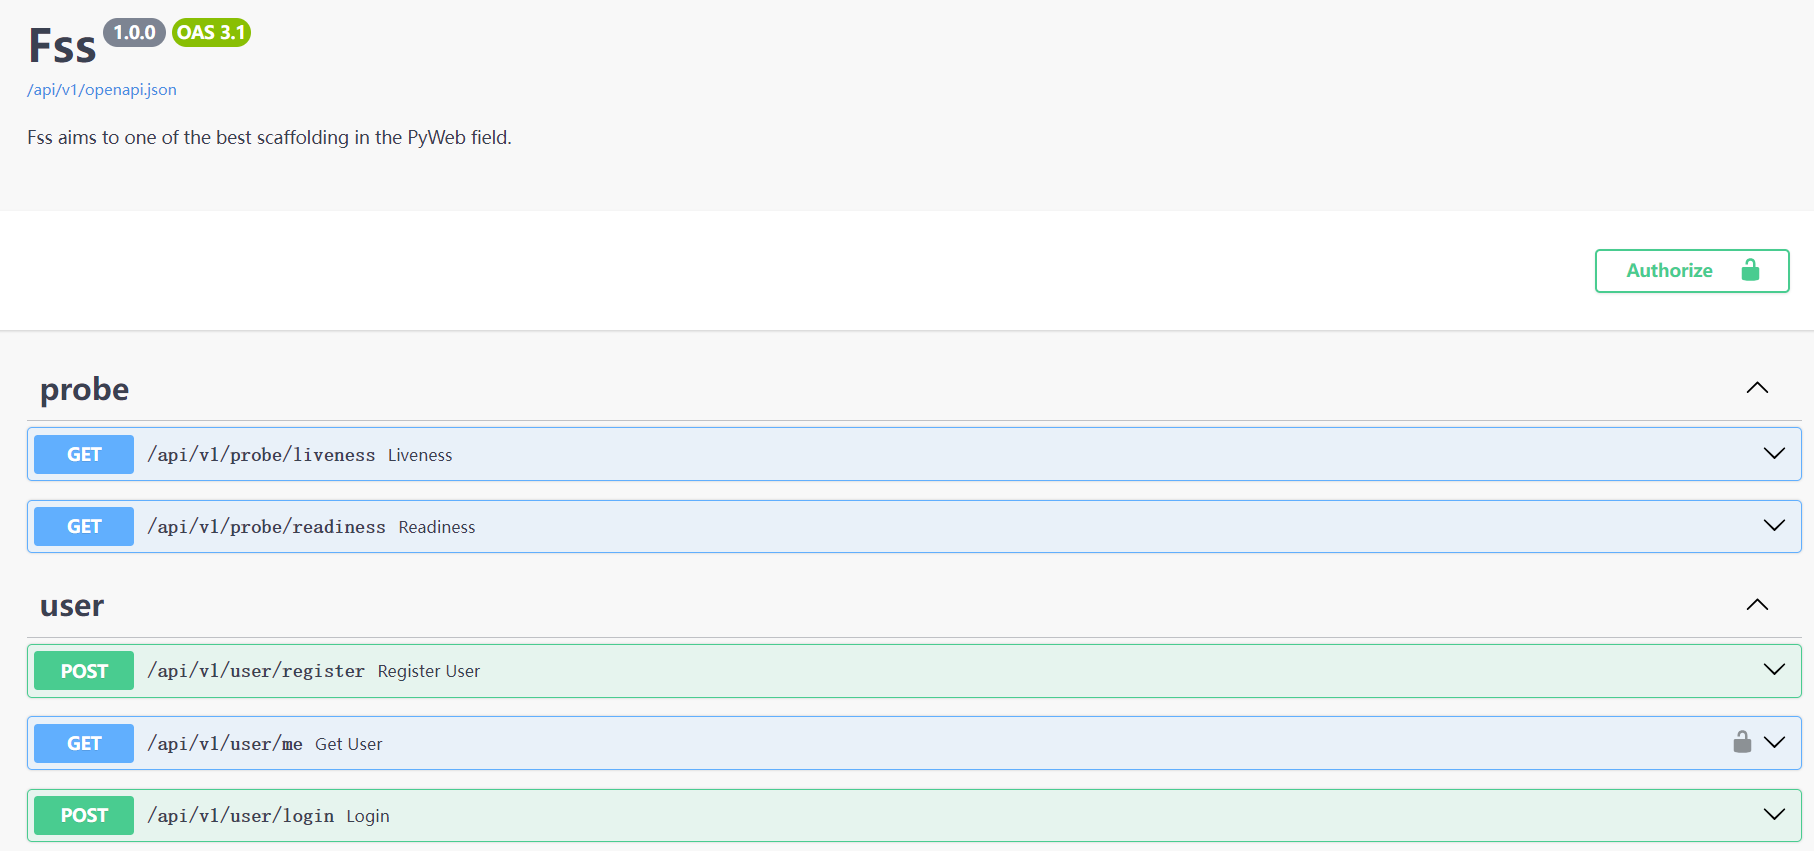 Fss 1.0.0 OAS 3.1
/api/v1/openapi.json
Fss aims to one of the best scaffolding in the PyWeb field.
Authorize
probe
GET /api/v1/probe/liveness Liveness
GET /api/v1/probe/readiness Readiness
user
POST /api/v1/user/register Register User
GET /api/v1/user/me Get User
POST /api/v1/user/login Login